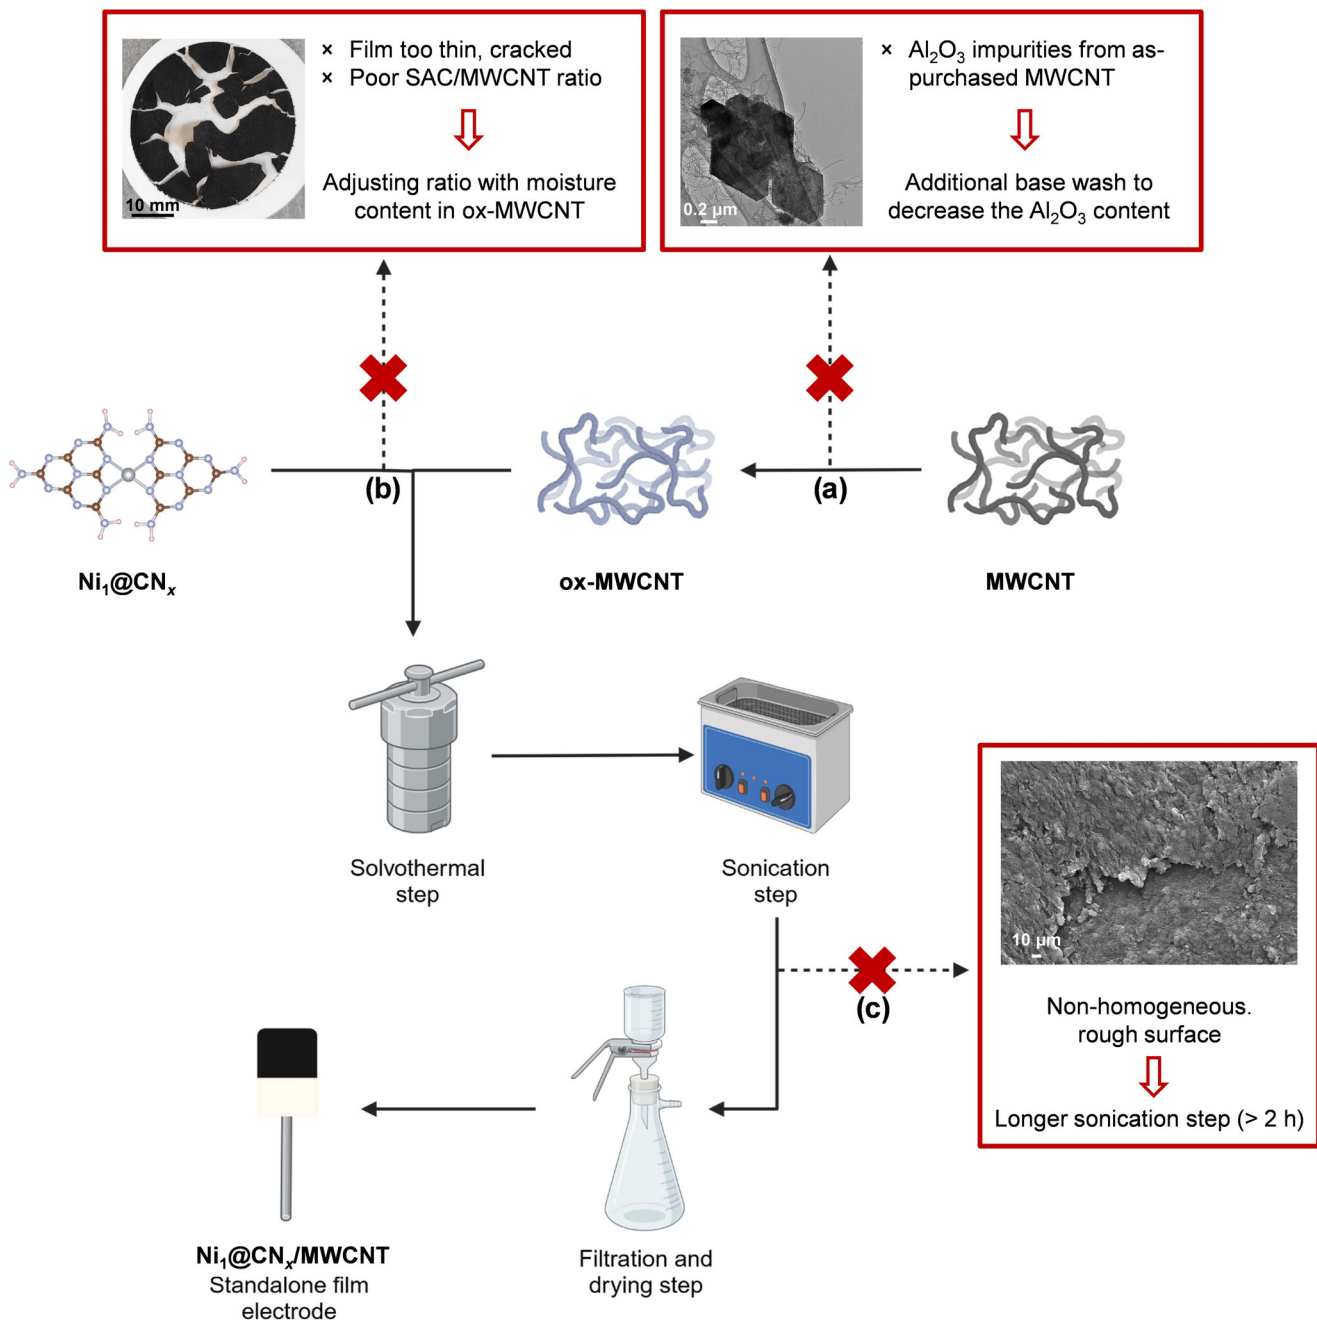 × Film too thin, cracked
× Poor SAC/MWCNT ratio
Adjusting ratio with moisture
content in ox-MWCNT
10 mm
× Al₂O₃ impurities from as-
purchased MWCNT
Additional base wash to
decrease the Al₂O₃ content
0.2 μm
(b)
(a)
Ni₁@CNₓ
ox-MWCNT
MWCNT
Solvothermal
step
Sonication
step
10 μm
(c)
Non-homogeneous.
rough surface
Longer sonication step (> 2 h)
Ni₁@CNₓ/MWCNT
Standalone film
electrode
Filtration and
drying step